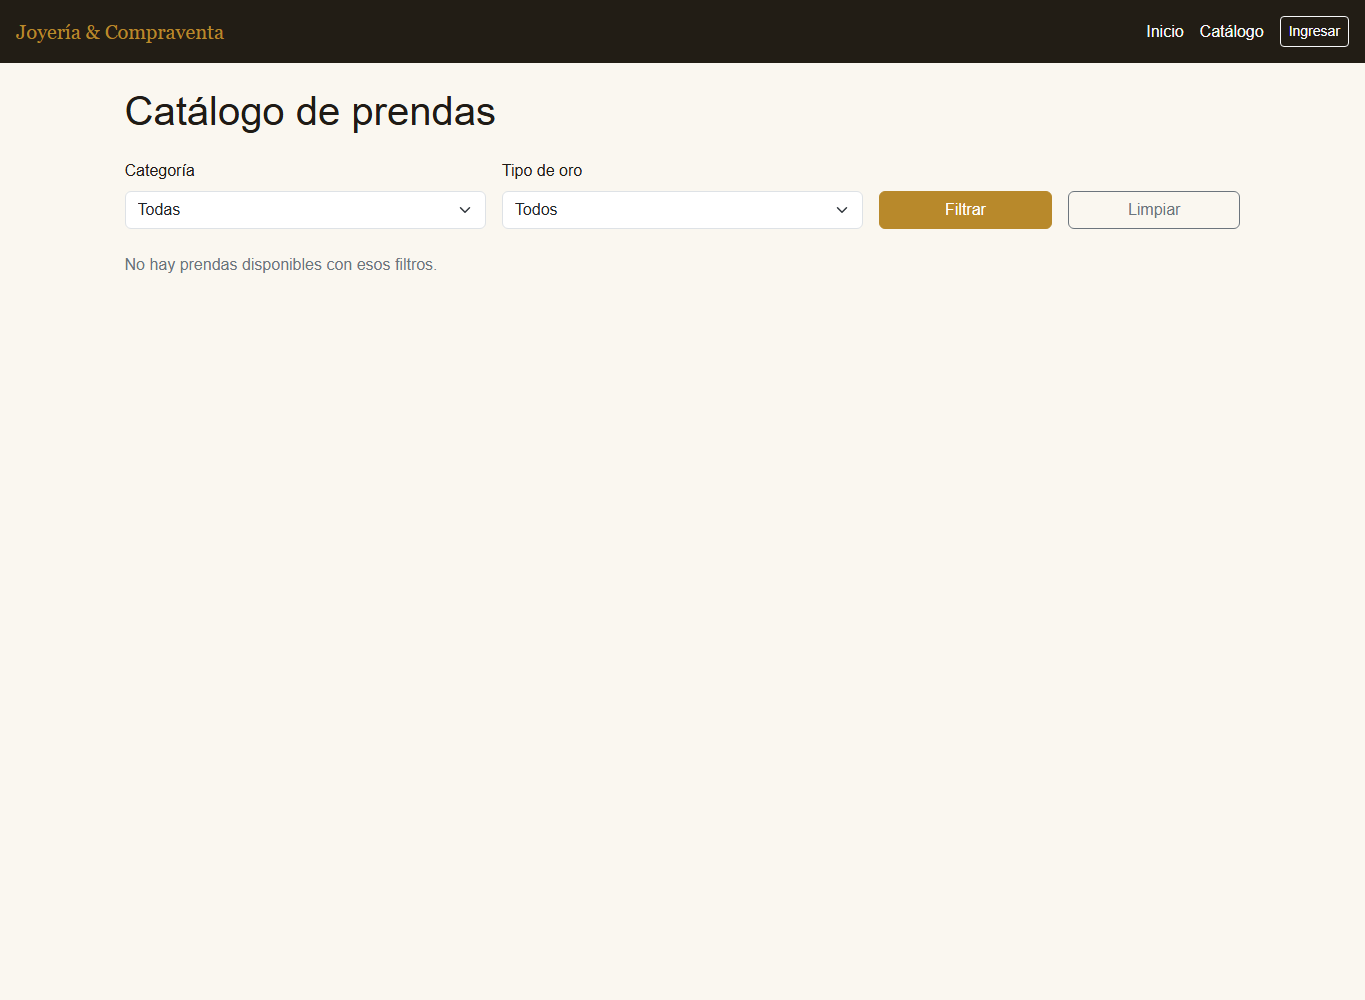 Joyería & Compraventa
Inicio
Catálogo
Ingresar
Catálogo de prendas
Categoría
Tipo de oro
Todas
Todos
Filtrar
Limpiar
No hay prendas disponibles con esos filtros.